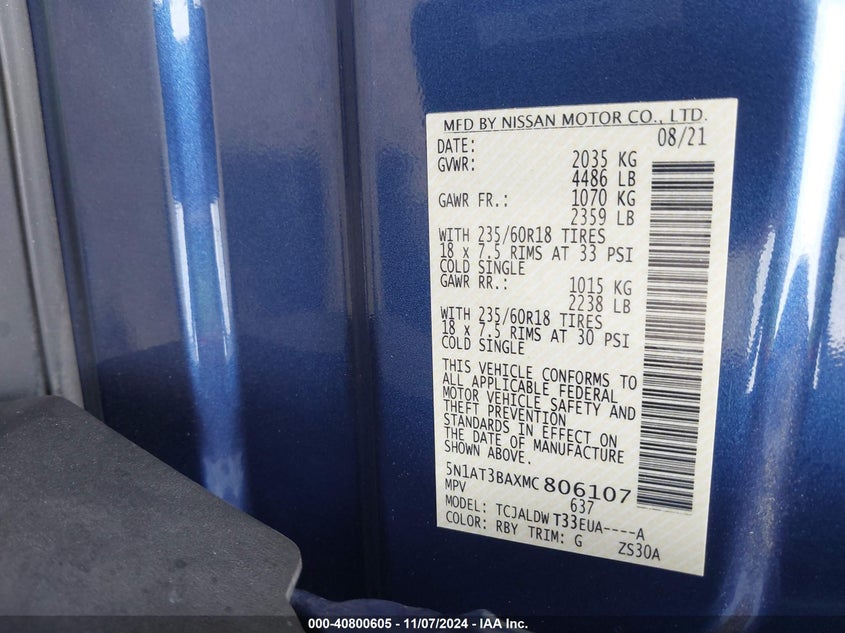 MFD BY NISSAN MOTOR CO., LTD.
DATE: 08/21
GVWR: 2035 KG
4486 LB
GAWR FR.: 1070 KG
2359 LB
WITH 235/60R18 TIRES
18 x 7.5 RIMS AT 33 PSI
COLD SINGLE
GAWR RR.: 1015 KG
2238 LB
WITH 235/60R18 TIRES
18 x 7.5 RIMS AT 30 PSI
COLD SINGLE
THIS VEHICLE CONFORMS TO
ALL APPLICABLE FEDERAL
MOTOR VEHICLE SAFETY AND
THEFT PREVENTION
STANDARDS IN EFFECT ON
THE DATE OF MANUFACTURE
SHOWN ABOVE.
5N1AT3BAXMC 806107
MPV 637
MODEL: TCJALDW T33EUA----A
COLOR: RBY TRIM: G ZS30A
000-40800605 - 11/07/2024 - IAA Inc.